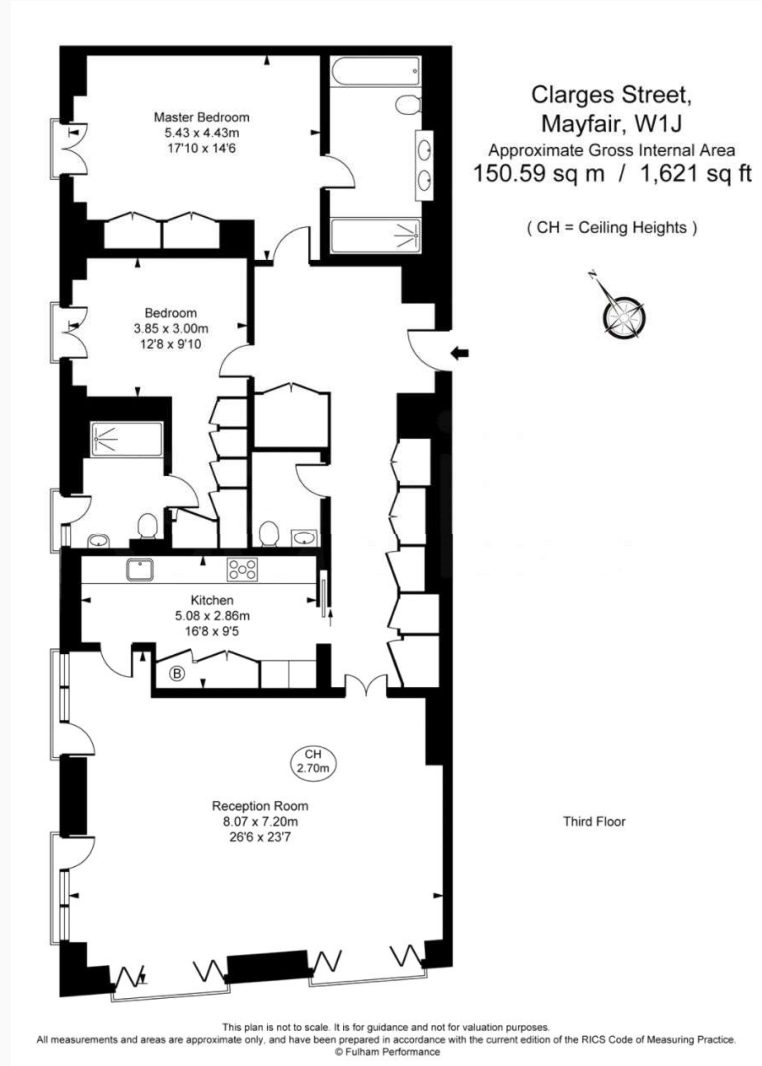 Clarges Street,
Mayfair, W1J
Approximate Gross Internal Area
150.59 sq m / 1,621 sq ft
( CH = Ceiling Heights )
N
Master Bedroom
5.43 x 4.43m
17'10 x 14'6
Bedroom
3.85 x 3.00m
12'8 x 9'10
Kitchen
5.08 x 2.86m
16'8 x 9'5
B
CH
2.70m
Reception Room
8.07 x 7.20m
26'6 x 23'7
Third Floor
This plan is not to scale. It is for guidance and not for valuation purposes.
All measurements and areas are approximate only, and have been prepared in accordance with the current edition of the RICS Code of Measuring Practice.
© Fulham Performance